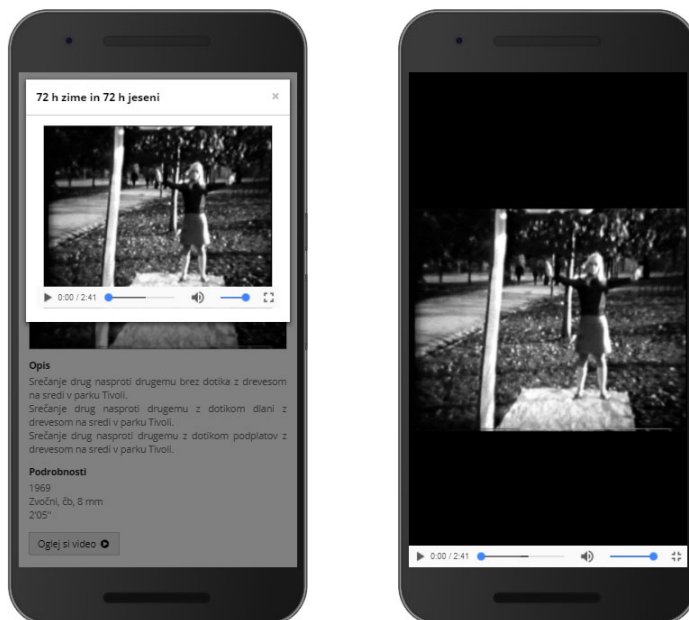 72 h zime in 72 h jeseni ×
0:00 / 2:41
Opis
Srečanje drug nasproti drugemu brez dotika z drevesom
na sredi v parku Tivoli.
Srečanje drug nasproti drugemu z dotikom dlani z
drevesom na sredi v parku Tivoli.
Srečanje drug nasproti drugemu z dotikom podplatov z
drevesom na sredi v parku Tivoli.
Podrobnosti
1969
Zvočni, čb, 8 mm
2'05"
Oglej si video
0:00 / 2:41